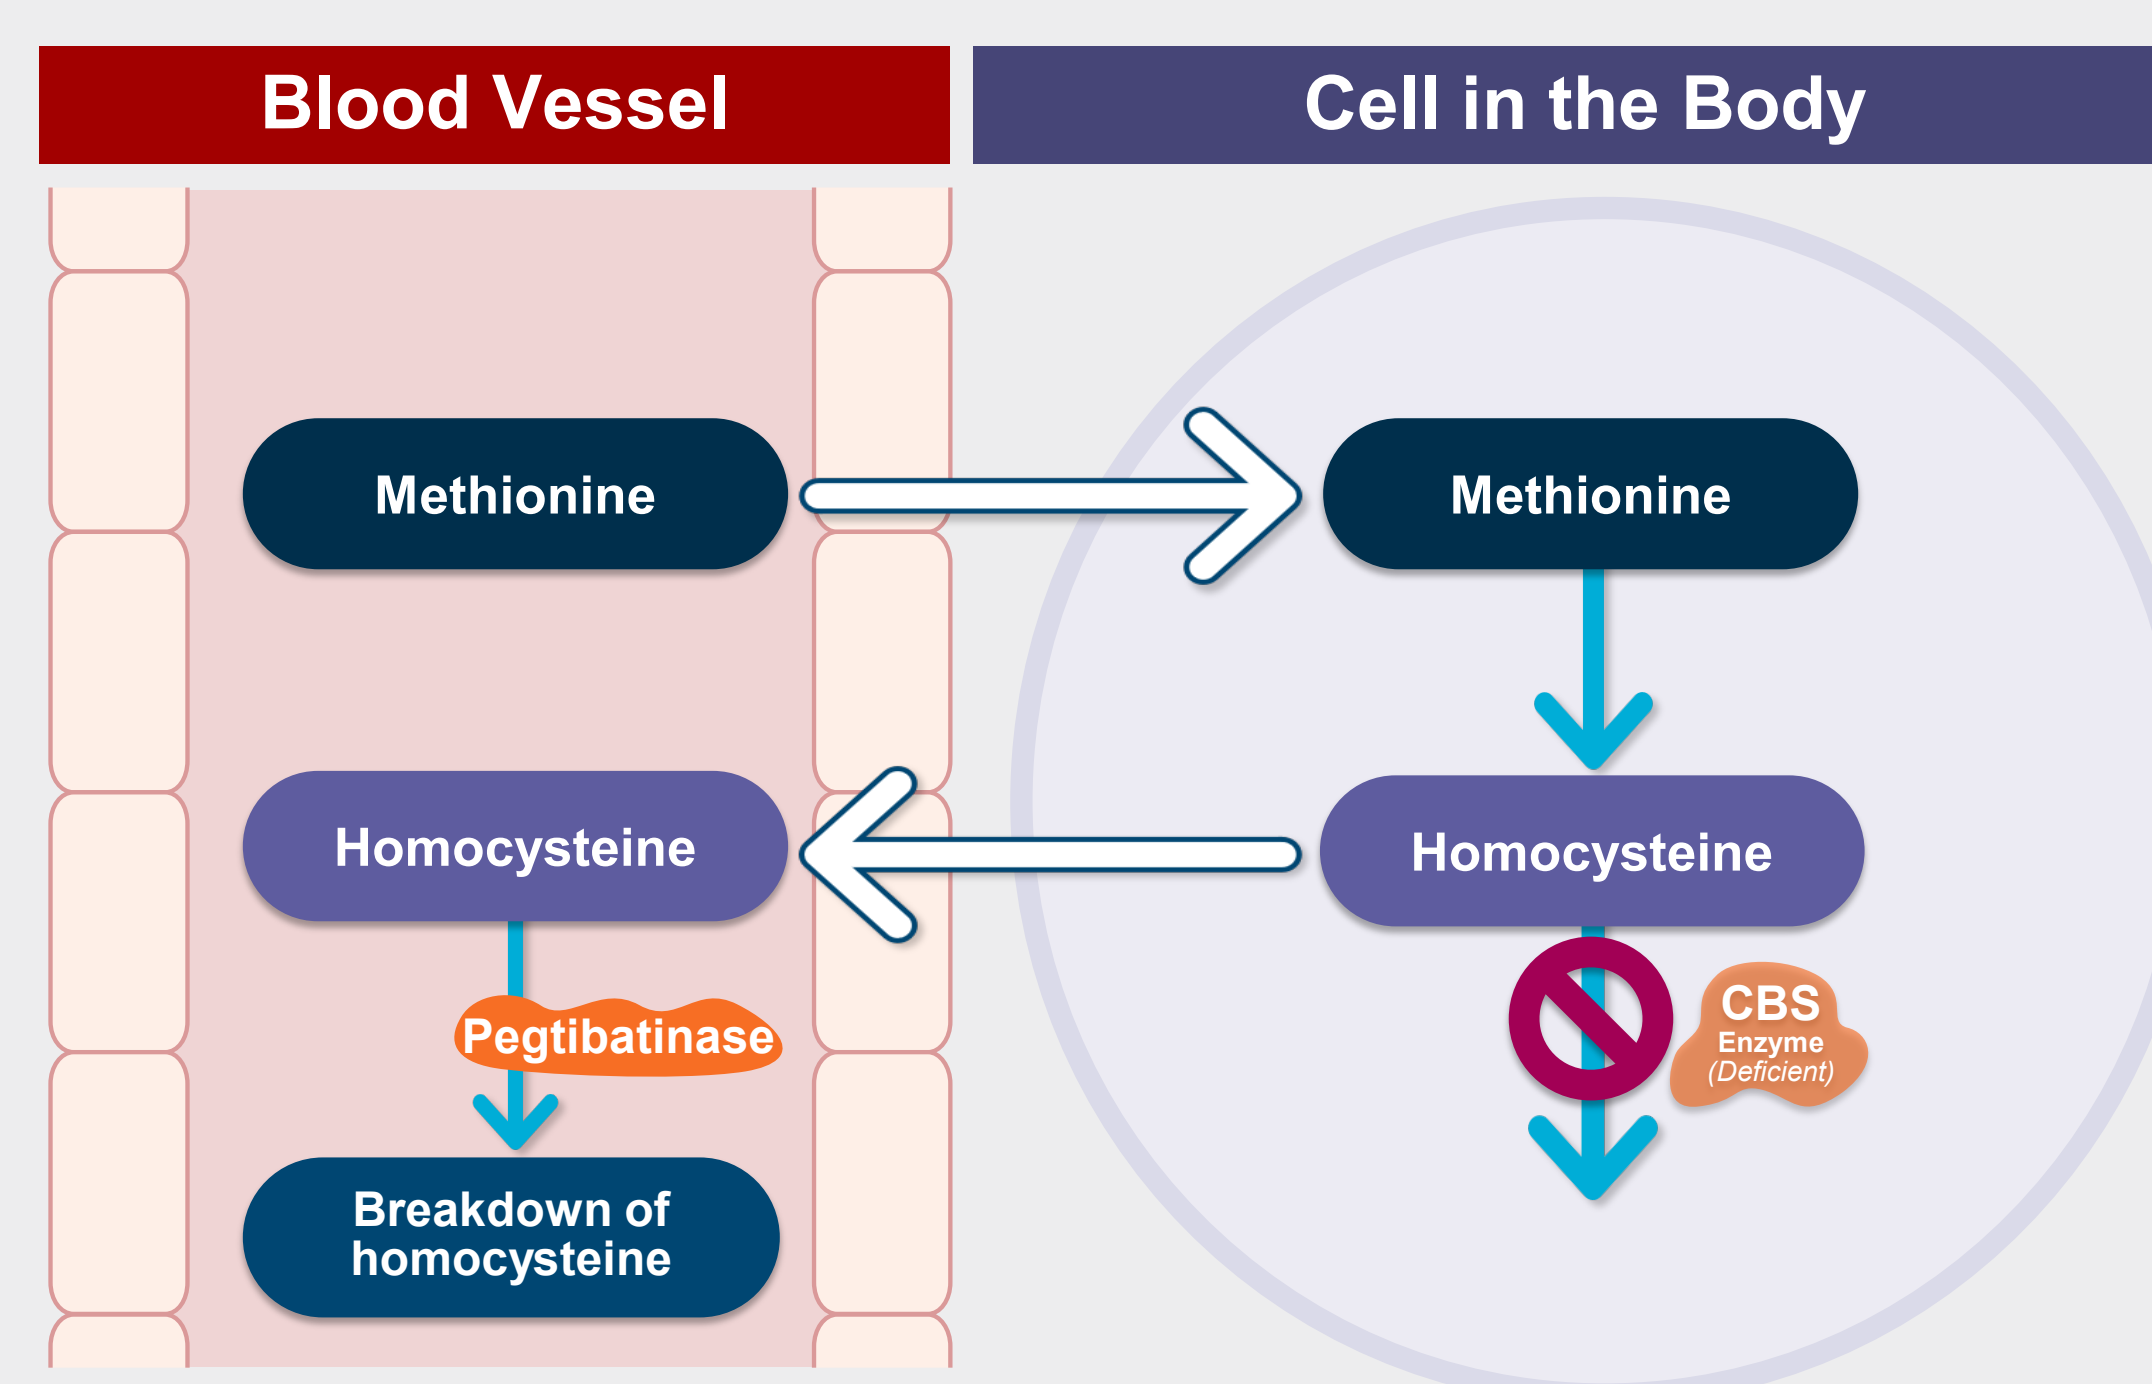 Blood Vessel
Cell in the Body
Methionine
Methionine
Homocysteine
Homocysteine
Pegtibatinase
CBS
Enzyme
(Deficient)
Breakdown of
homocysteine